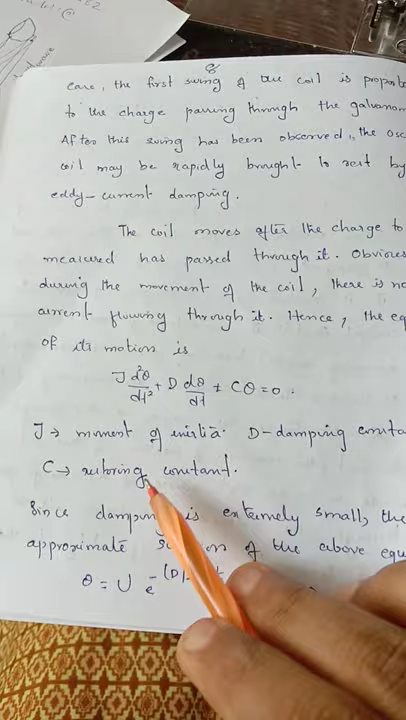 8
case, the first swing of the coil is propor
to the charge passing through the galvanom
After this swing has been observed, the osc
coil may be rapidly brought to rest by
eddy-current damping.
The coil moves after the charge to
measured has passed through it. Obvious
during the movement of the coil, there is no
current flowing through it. Hence, the eq
of its motion is
J d²θ/dt² + D dθ/dt + Cθ = 0.
J → moment of inertia. D-damping consta
C → restoring constant.
Since damping is extremely small, the
approximate of the above equ
θ = U e